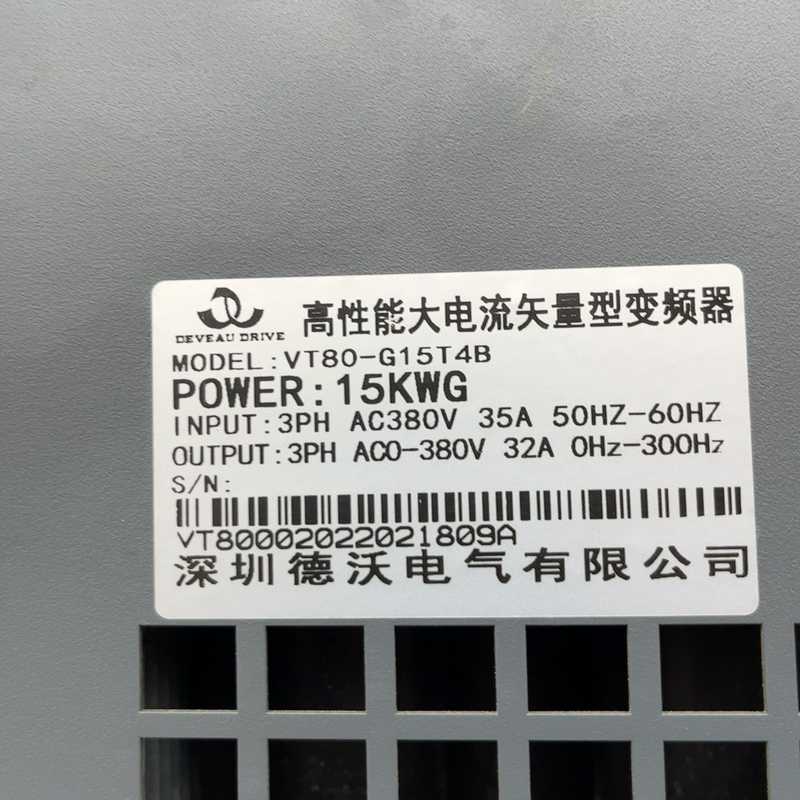 高性能大电流矢量型变频器
DEVEAU DRIVE
MODEL:VT80-G15T4B
POWER:15KWG
INPUT:3PH AC380V 35A 50HZ-60HZ
OUTPUT:3PH AC0-380V 32A 0Hz-300Hz
S/N:
VT80002022021809A
深圳德沃电气有限公司